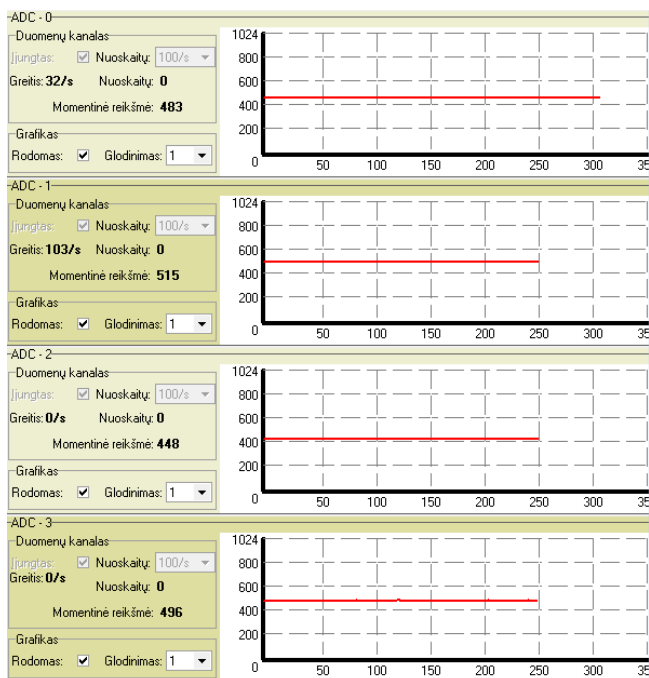 ADC - 0
Duomenų kanalas
Įjungtas: Nuoskaitų: 100/s
Greitis: 32/s Nuoskaitų: 0
Momentinė reikšmė: 483
Grafikas
Rodomas: Glodinimas: 1
1024
800
600
400
200
0
50 100 150 200 250 300 35
ADC - 1
Duomenų kanalas
Įjungtas: Nuoskaitų: 100/s
Greitis: 103/s Nuoskaitų: 0
Momentinė reikšmė: 515
Grafikas
Rodomas: Glodinimas: 1
1024
800
600
400
200
0
50 100 150 200 250 300 35
ADC - 2
Duomenų kanalas
Įjungtas: Nuoskaitų: 100/s
Greitis: 0/s Nuoskaitų: 0
Momentinė reikšmė: 448
Grafikas
Rodomas: Glodinimas: 1
1024
800
600
400
200
0
50 100 150 200 250 300 35
ADC - 3
Duomenų kanalas
Įjungtas: Nuoskaitų: 100/s
Greitis: 0/s
Nuoskaitų: 0
Momentinė reikšmė: 496
Grafikas
Rodomas: Glodinimas: 1
1024
800
600
400
200
0
50 100 150 200 250 300 35